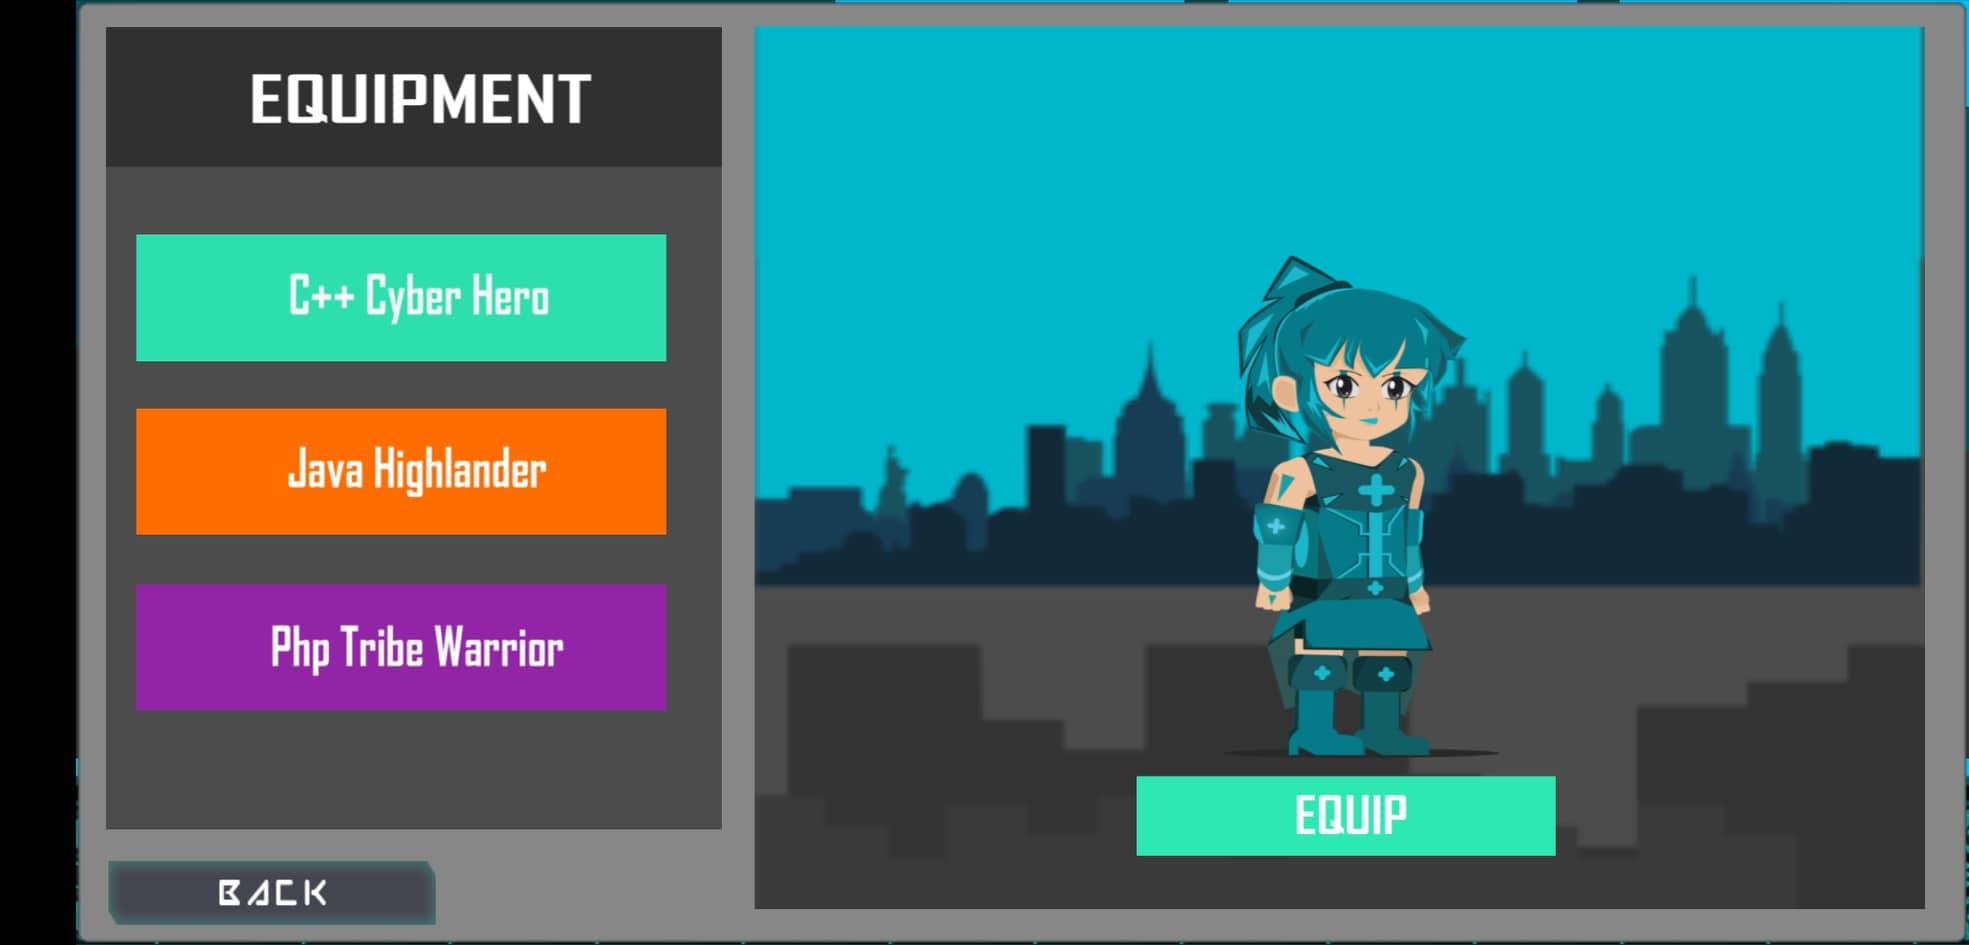 EQUIPMENT
C++ Cyber Hero
Java Highlander
Php Tribe Warrior
BACK
EQUIP